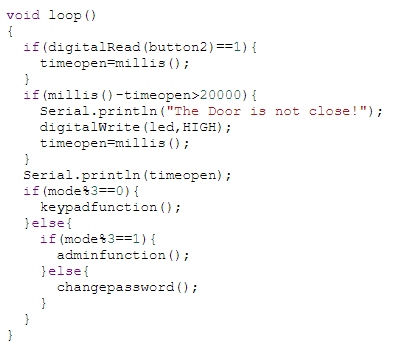 void loop()
{
  if(digitalRead(button2)==1){
    timeopen=millis();
  }
  if(millis()-timeopen>20000){
    Serial.println("The Door is not close!");
    digitalWrite(led,HIGH);
    timeopen=millis();
  }
  Serial.println(timeopen);
  if(mode%3==0){
    keypadfunction();
  }else{
    if(mode%3==1){
      adminfunction();
    }else{
      changepassword();
    }
  }
}